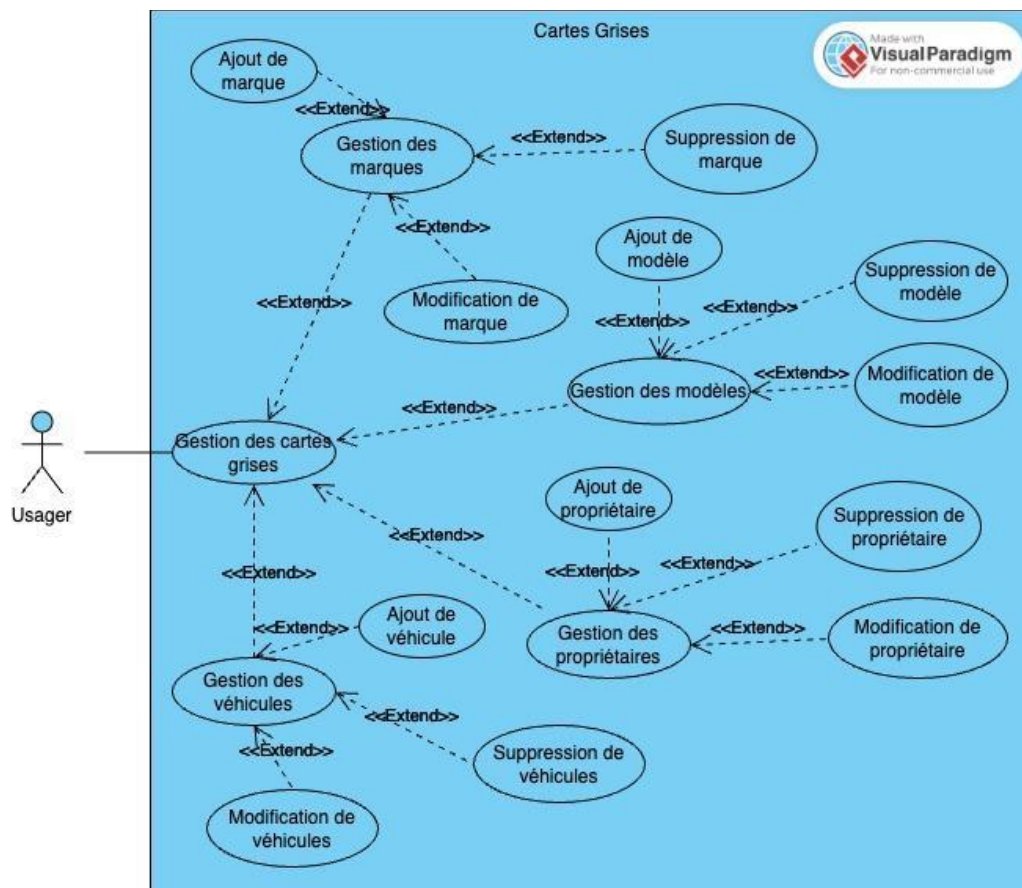 Cartes Grises
Made with
VisualParadigm
For non-commercial use
Ajout de
marque
<<Extend>>
Gestion des
marques
<<Extend>>
Suppression de
marque
<<Extend>>
Modification de
marque
<<Extend>>
Ajout de
modèle
<<Extend>>
Suppression de
modèle
<<Extend>>
Gestion des modèles
<<Extend>>
Modification de
modèle
<<Extend>>
Usager
Gestion des cartes
grises
Ajout de
propriétaire
<<Extend>>
Suppression de
propriétaire
<<Extend>>
<<Extend>>
Gestion des
propriétaires
<<Extend>>
Modification de
propriétaire
<<Extend>>
Ajout de
véhicule
<<Extend>>
Gestion des
véhicules
<<Extend>>
Suppression de
véhicules
<<Extend>>
Modification de
véhicules